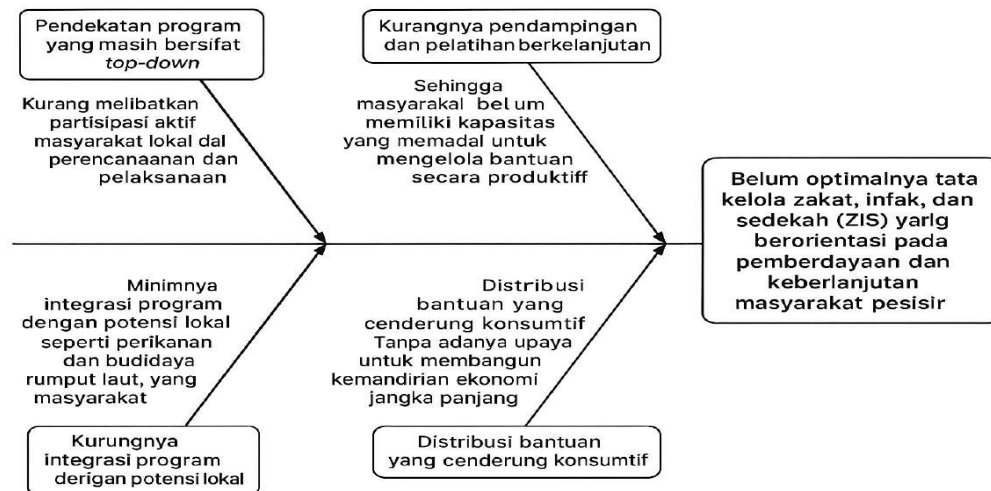 Pendekatan program
yang masih bersifat
top-down
Kurang melibatkan
partisipasi aktif
masyarakat lokal dal
perencanaanan dan
pelaksanaan
Kurangnya pendampingan
dan pelatihan berkelanjutan
Sehingga
masyarakal bel um
memiliki kapasitas
yang memadal untuk
mengelola bantuan
secara produktiff
Belum optimalnya tata
kelola zakat, infak, dan
sedekah (ZIS) yarlg
berorientasi pada
pemberdayaan dan
keberlanjutan
masyarakat pesisir
Minimnya
integrasi program
dengan potensi lokal
seperti perikanan
dan budidaya
rumput laut, yang
masyarakat
Kurungnya
integrasi program
derigan potensi lokal
Distribusi
bantuan yang
cenderung konsumtif
Tanpa adanya upaya
untuk membangun
kemandirian ekonomi
jangka panjang
Distribusi bantuan
yang cenderung konsumtif